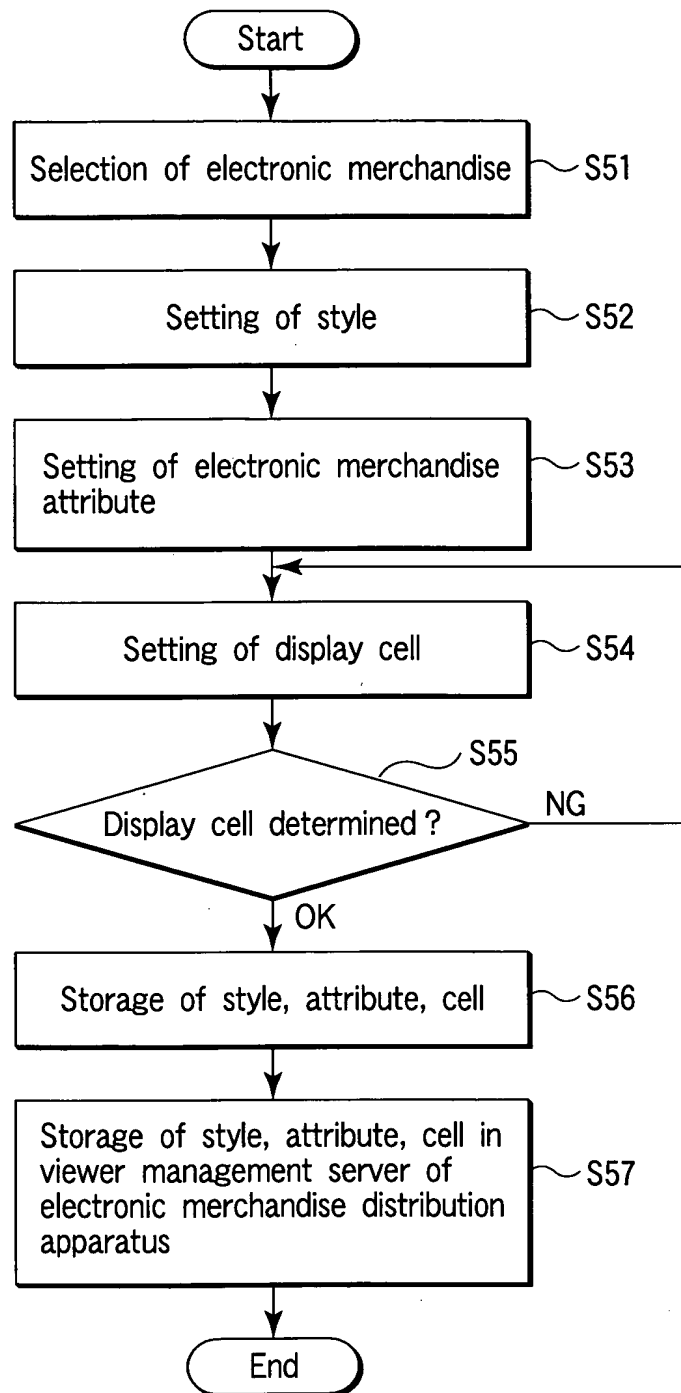 Start
Selection of electronic merchandise
S51
Setting of style
S52
Setting of electronic merchandise
attribute
S53
Setting of display cell
S54
S55
Display cell determined ?
NG
OK
Storage of style, attribute, cell
S56
Storage of style, attribute, cell in
viewer management server of
electronic merchandise distribution
apparatus
S57
End